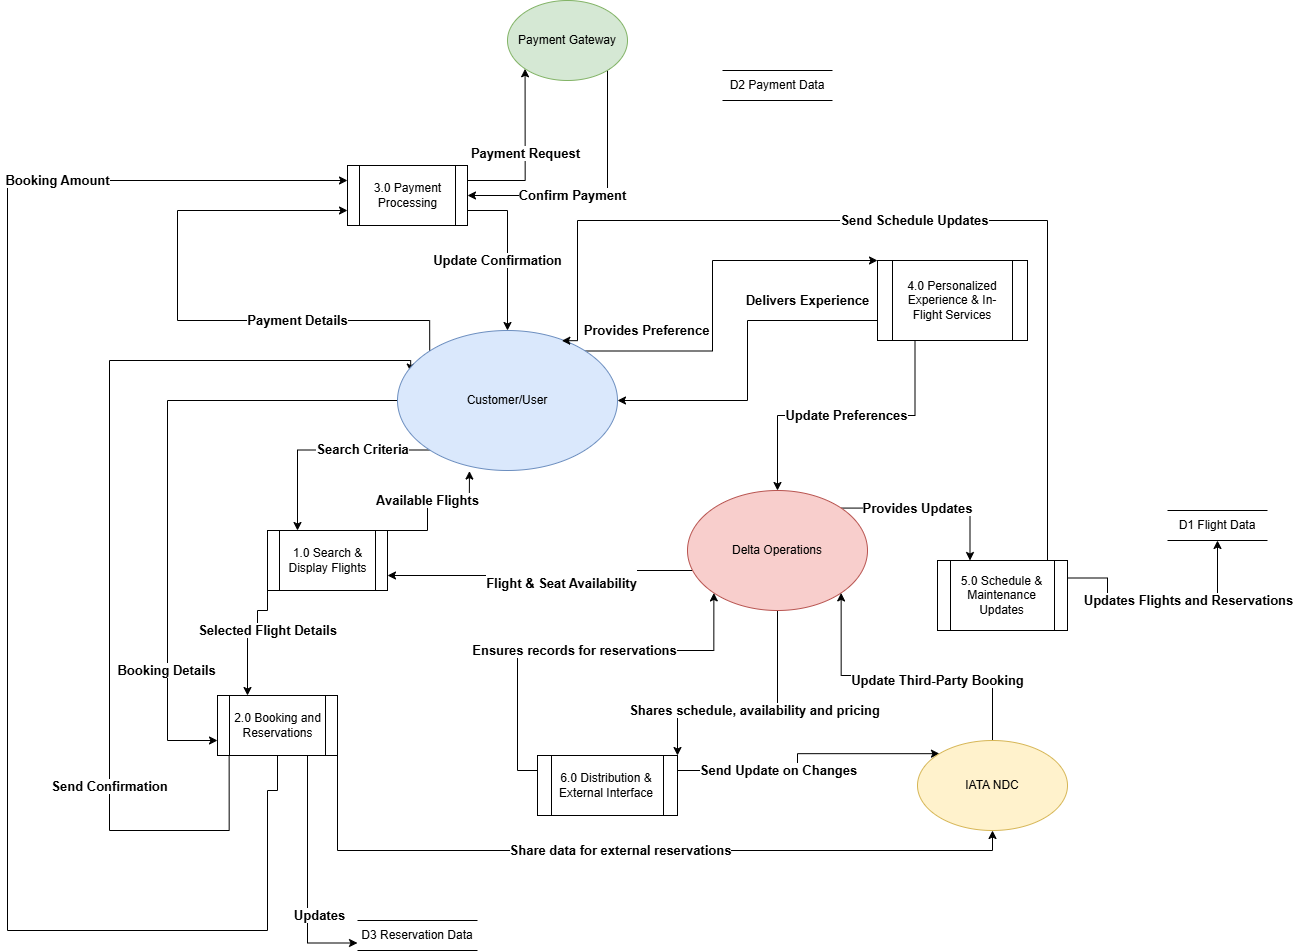 Payment Gateway
D2 Payment Data
Payment Request
Booking Amount
3.0 Payment
Processing
Confirm Payment
Send Schedule Updates
Update Confirmation
4.0 Personalized
Experience & In-
Flight Services
Delivers Experience
Payment Details
Provides Preference
Customer/User
Update Preferences
Search Criteria
Available Flights
Provides Updates
D1 Flight Data
1.0 Search &
Display Flights
Delta Operations
Flight & Seat Availability
5.0 Schedule &
Maintenance
Updates
Updates Flights and Reservations
Selected Flight Details
Ensures records for reservations
Booking Details
Update Third-Party Booking
2.0 Booking and
Reservations
Shares schedule, availability and pricing
Send Confirmation
6.0 Distribution &
External Interface
Send Update on Changes
IATA NDC
Share data for external reservations
Updates
D3 Reservation Data